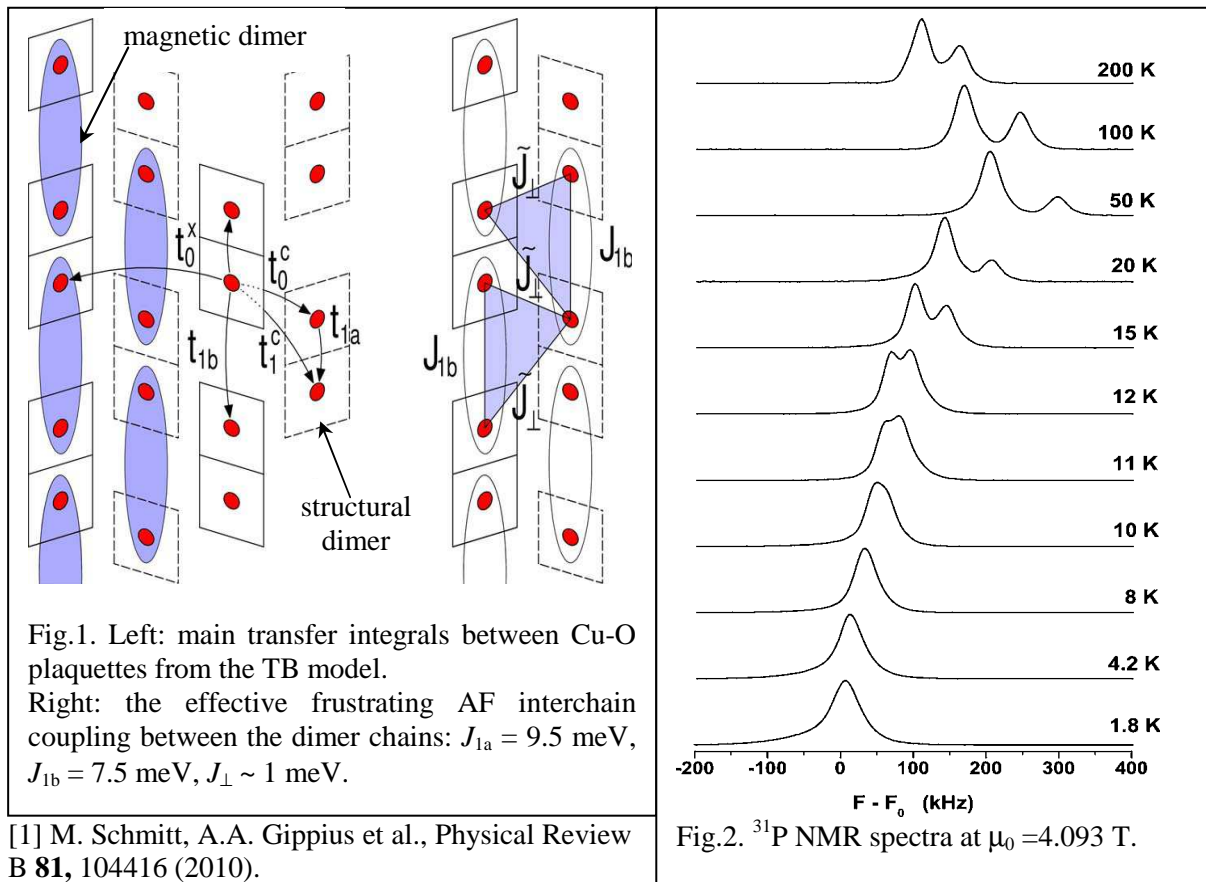 magnetic dimer
t₀ˣ
t₀ᶜ
t₁ₐ
t₁b
t₁ᶜ
structural
dimer
J̃⊥
J̃⊥
J₁b
J₁b
J̃⊥
Fig.1. Left: main transfer integrals between Cu-O
plaquettes from the TB model.
Right: the effective frustrating AF interchain
coupling between the dimer chains: J₁ₐ = 9.5 meV,
J₁b = 7.5 meV, J⊥ ~ 1 meV.
[1] M. Schmitt, A.A. Gippius et al., Physical Review
B 81, 104416 (2010).
200 K
100 K
50 K
20 K
15 K
12 K
11 K
10 K
8 K
4.2 K
1.8 K
-200 -100 0 100 200 300 400
F - F₀ (kHz)
Fig.2. ³¹P NMR spectra at μ₀ =4.093 T.